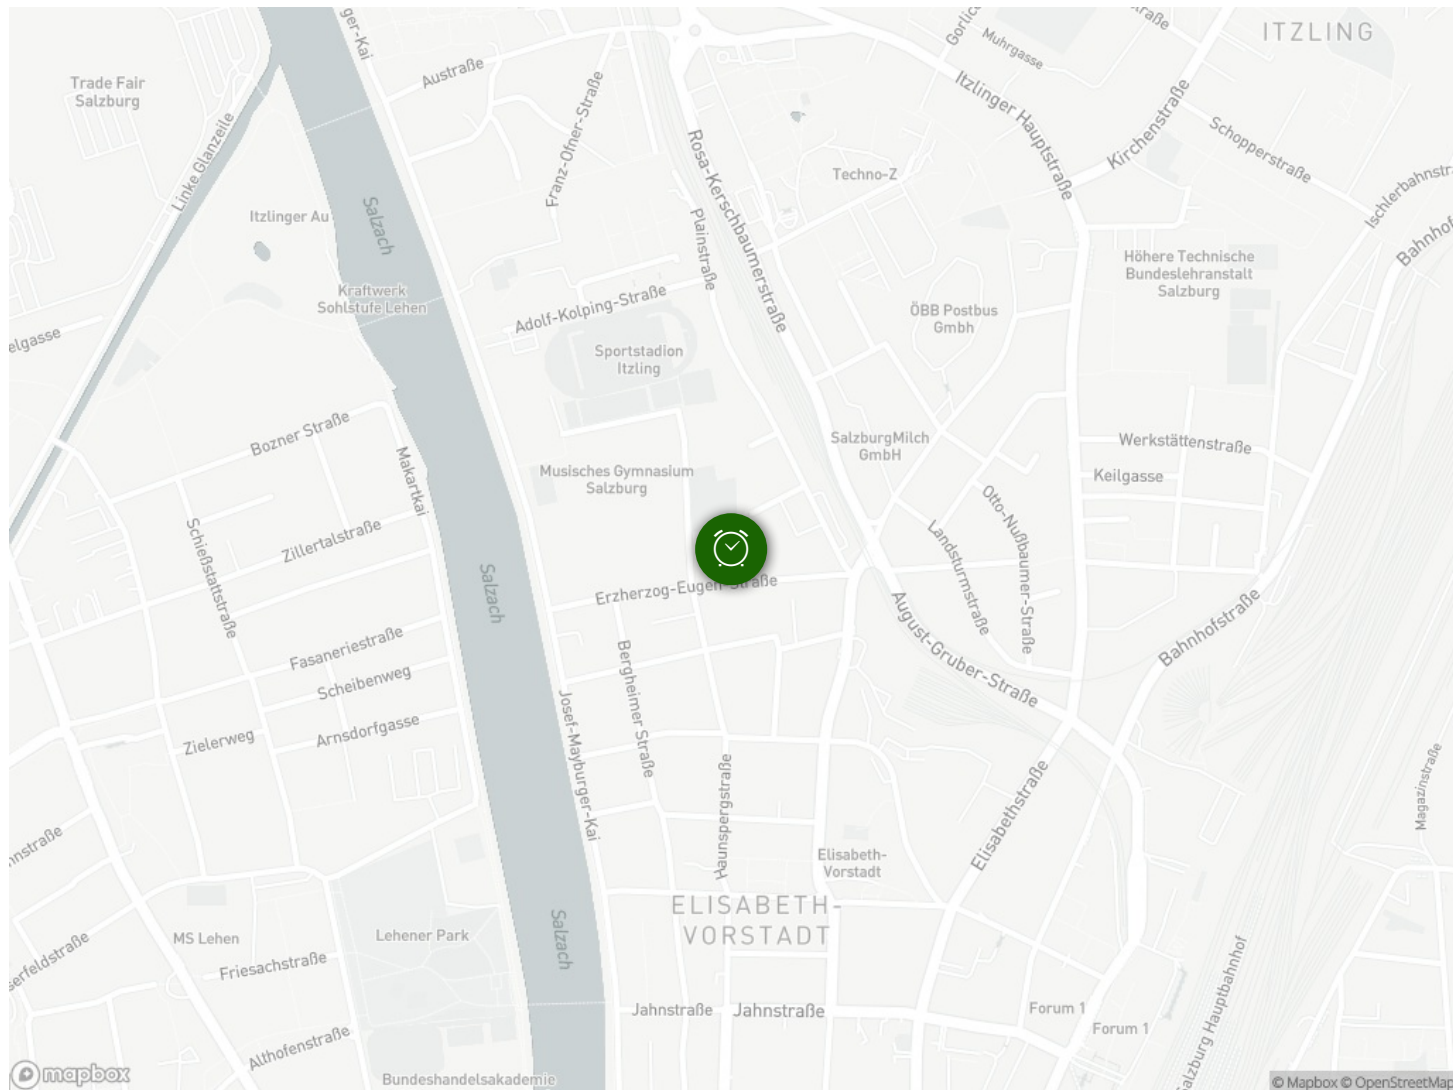 ger-Kai
Austraße
Trade Fair
Salzburg
Linke Glanzeile
Franz-Ofner-Straße
Muhrgasse
ITZLING
Itzlinger Hauptstraße
Kirchenstraße
Schopperstraße
Ischlerbahnstr
Rosa-Kerschbaumerstraße
Techno-Z
Itzlinger Au
Salzach
Plainstraße
Höhere Technische
Bundeslehranstalt
Salzburg
Kraftwerk
Sohlstufe Lehen
Adolf-Kolping-Straße
ÖBB Postbus
Gmbh
elgasse
Sportstadion
Itzling
Bozner Straße
SalzburgMilch
GmbH
Werkstättenstraße
Makartkai
Musisches Gymnasium
Salzburg
Keilgasse
Schießstattstraße
Zillertalstraße
Otto-Nußbaumer-Straße
Landsturmstraße
Salzach
Erzherzog-Eugen-Straße
August-Gruber-Straße
Bahnhofstraße
Fasaneriestraße
Scheibenweg
Bergheimer Straße
Arnsdorfgasse
Zielerweg
Josef-Mayburger-Kai
Haunspergstraße
Elisabethstraße
Magazinstraße
Elisabeth-
Vorstadt
ELISABETH-
VORSTADT
MS Lehen
Lehener Park
Salzach
Friesachstraße
serfeldstraße
Jahnstraße
Jahnstraße
Forum 1
Forum 1
Althofenstraße
Salzburg Hauptbahnhof
Bundeshandelsakademie
mapbox
© Mapbox © OpenStreetMap